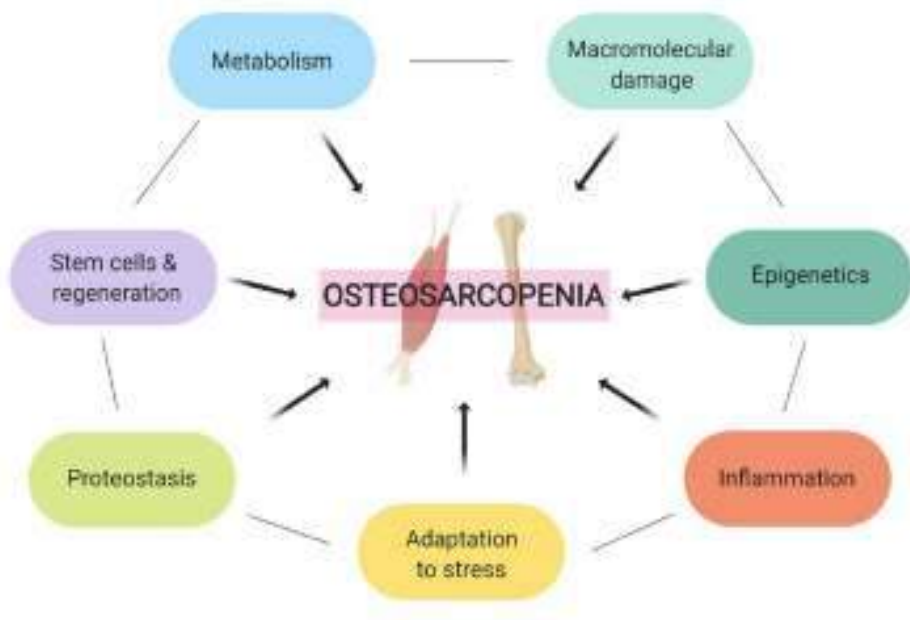 Metabolism
Macromolecular
damage
Stem cells &
regeneration
OSTEOSARCOPENIA
Epigenetics
Proteostasis
Inflammation
Adaptation
to stress